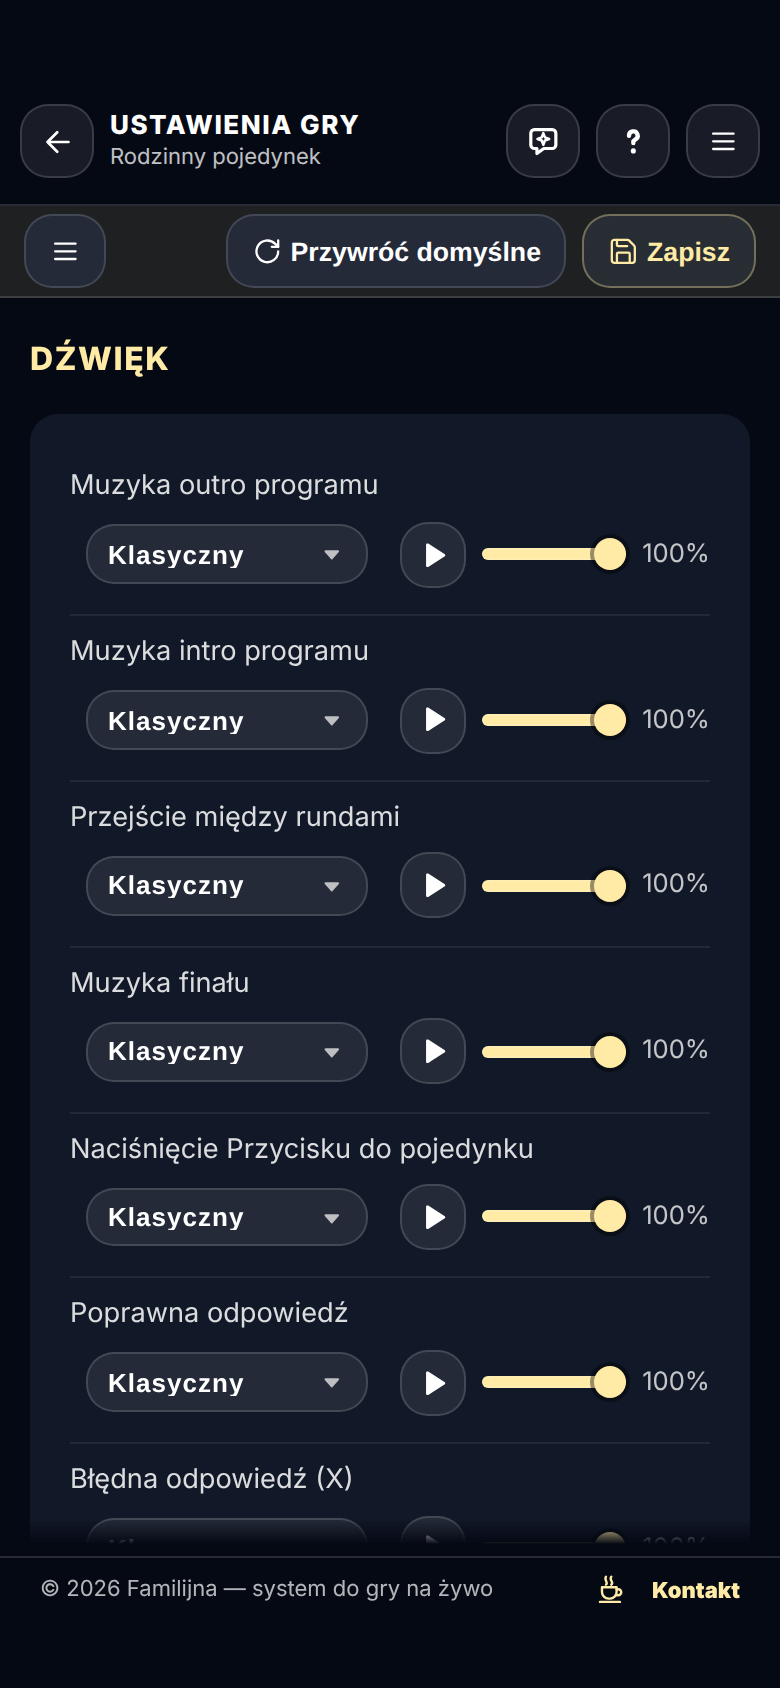 USTAWIENIA GRY
Rodzinny pojedynek
Przywróć domyślne
Zapisz
DŹWIĘK
Muzyka outro programu
Klasyczny
100%
Muzyka intro programu
Klasyczny
100%
Przejście między rundami
Klasyczny
100%
Muzyka finału
Klasyczny
100%
Naciśnięcie Przycisku do pojedynku
Klasyczny
100%
Poprawna odpowiedź
Klasyczny
100%
Błędna odpowiedź (X)
© 2026 Familijna — system do gry na żywo
Kontakt